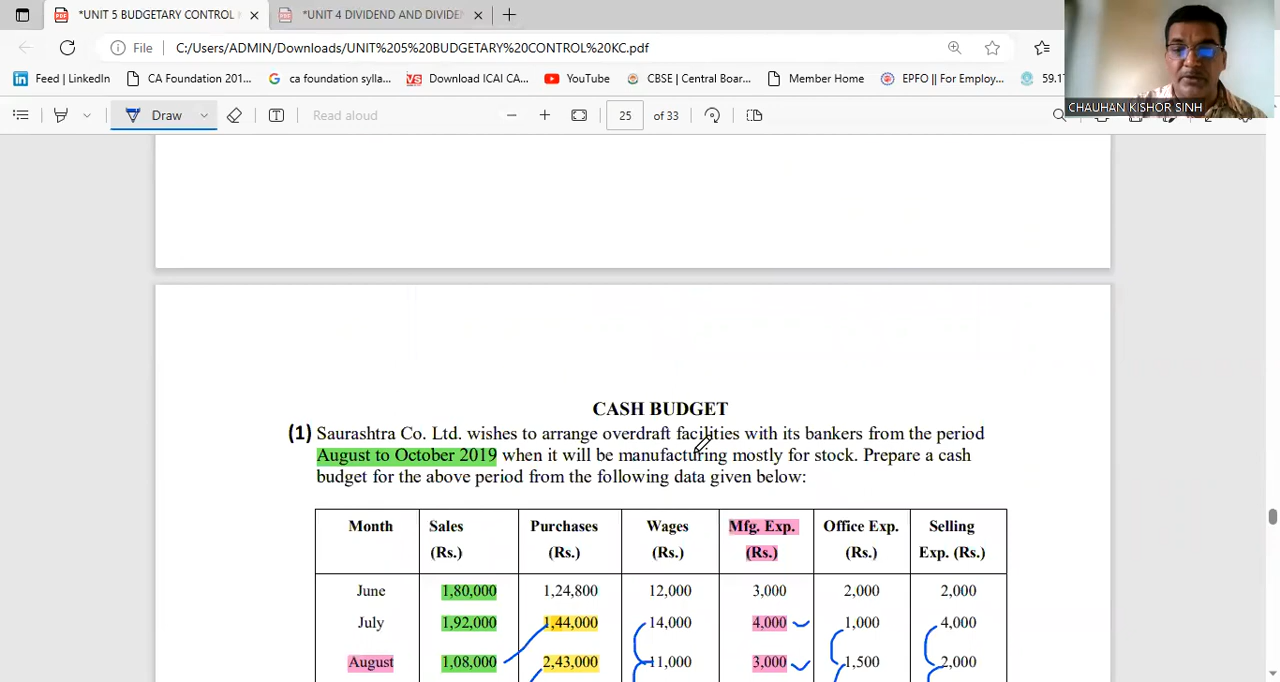 *UNIT 5 BUDGETARY CONTROL
*UNIT 4 DIVIDEND AND DIVIDE
File
C:/Users/ADMIN/Downloads/UNIT%205%20BUDGETARY%20CONTROL%20KC.pdf
Feed | LinkedIn
CA Foundation 201...
ca foundation sylla...
Download ICAI CA...
YouTube
CBSE | Central Boar...
Member Home
EPFO || For Employ...
59.1
CHAUHAN KISHOR SINH
Draw
Read aloud
25 of 33
CASH BUDGET
(1) Saurashtra Co. Ltd. wishes to arrange overdraft facilities with its bankers from the period
August to October 2019 when it will be manufacturing mostly for stock. Prepare a cash
budget for the above period from the following data given below:
Month Sales Purchases Wages Mfg. Exp. Office Exp. Selling
(Rs.) (Rs.) (Rs.) (Rs.) (Rs.) Exp. (Rs.)
June 1,80,000 1,24,800 12,000 3,000 2,000 2,000
July 1,92,000 1,44,000 14,000 4,000 1,000 4,000
August 1,08,000 2,43,000 11,000 3,000 1,500 2,000